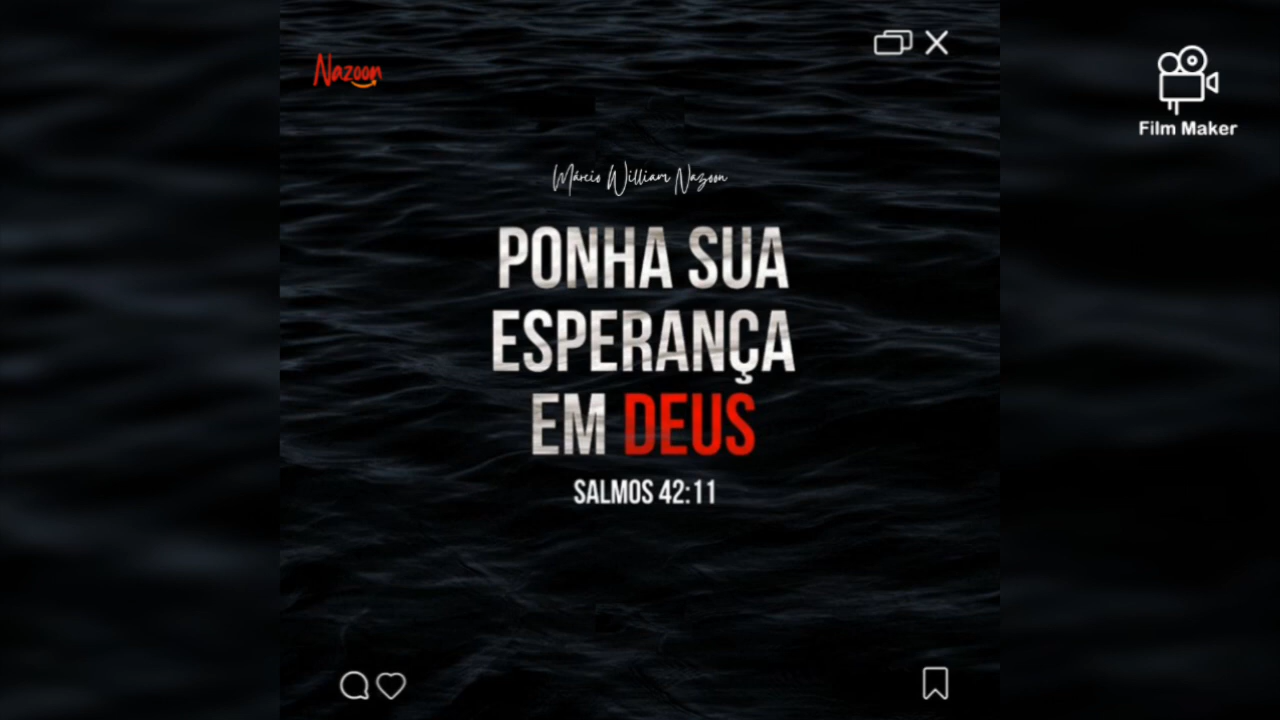 Nazoon
Film Maker
Márcio William Nazoon
PONHA SUA
ESPERANÇA
EM DEUS
SALMOS 42:11